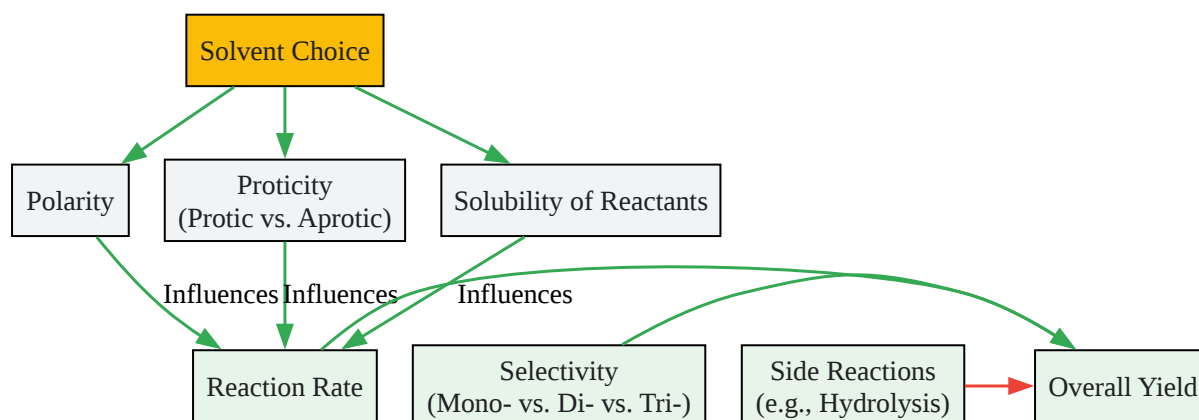 Solvent Choice
Polarity
Proticity
(Protic vs. Aprotic)
Solubility of Reactants
Influences
Influences
Influences
Reaction Rate
Selectivity
(Mono- vs. Di- vs. Tri-)
Side Reactions
(e.g., Hydrolysis)
Overall Yield